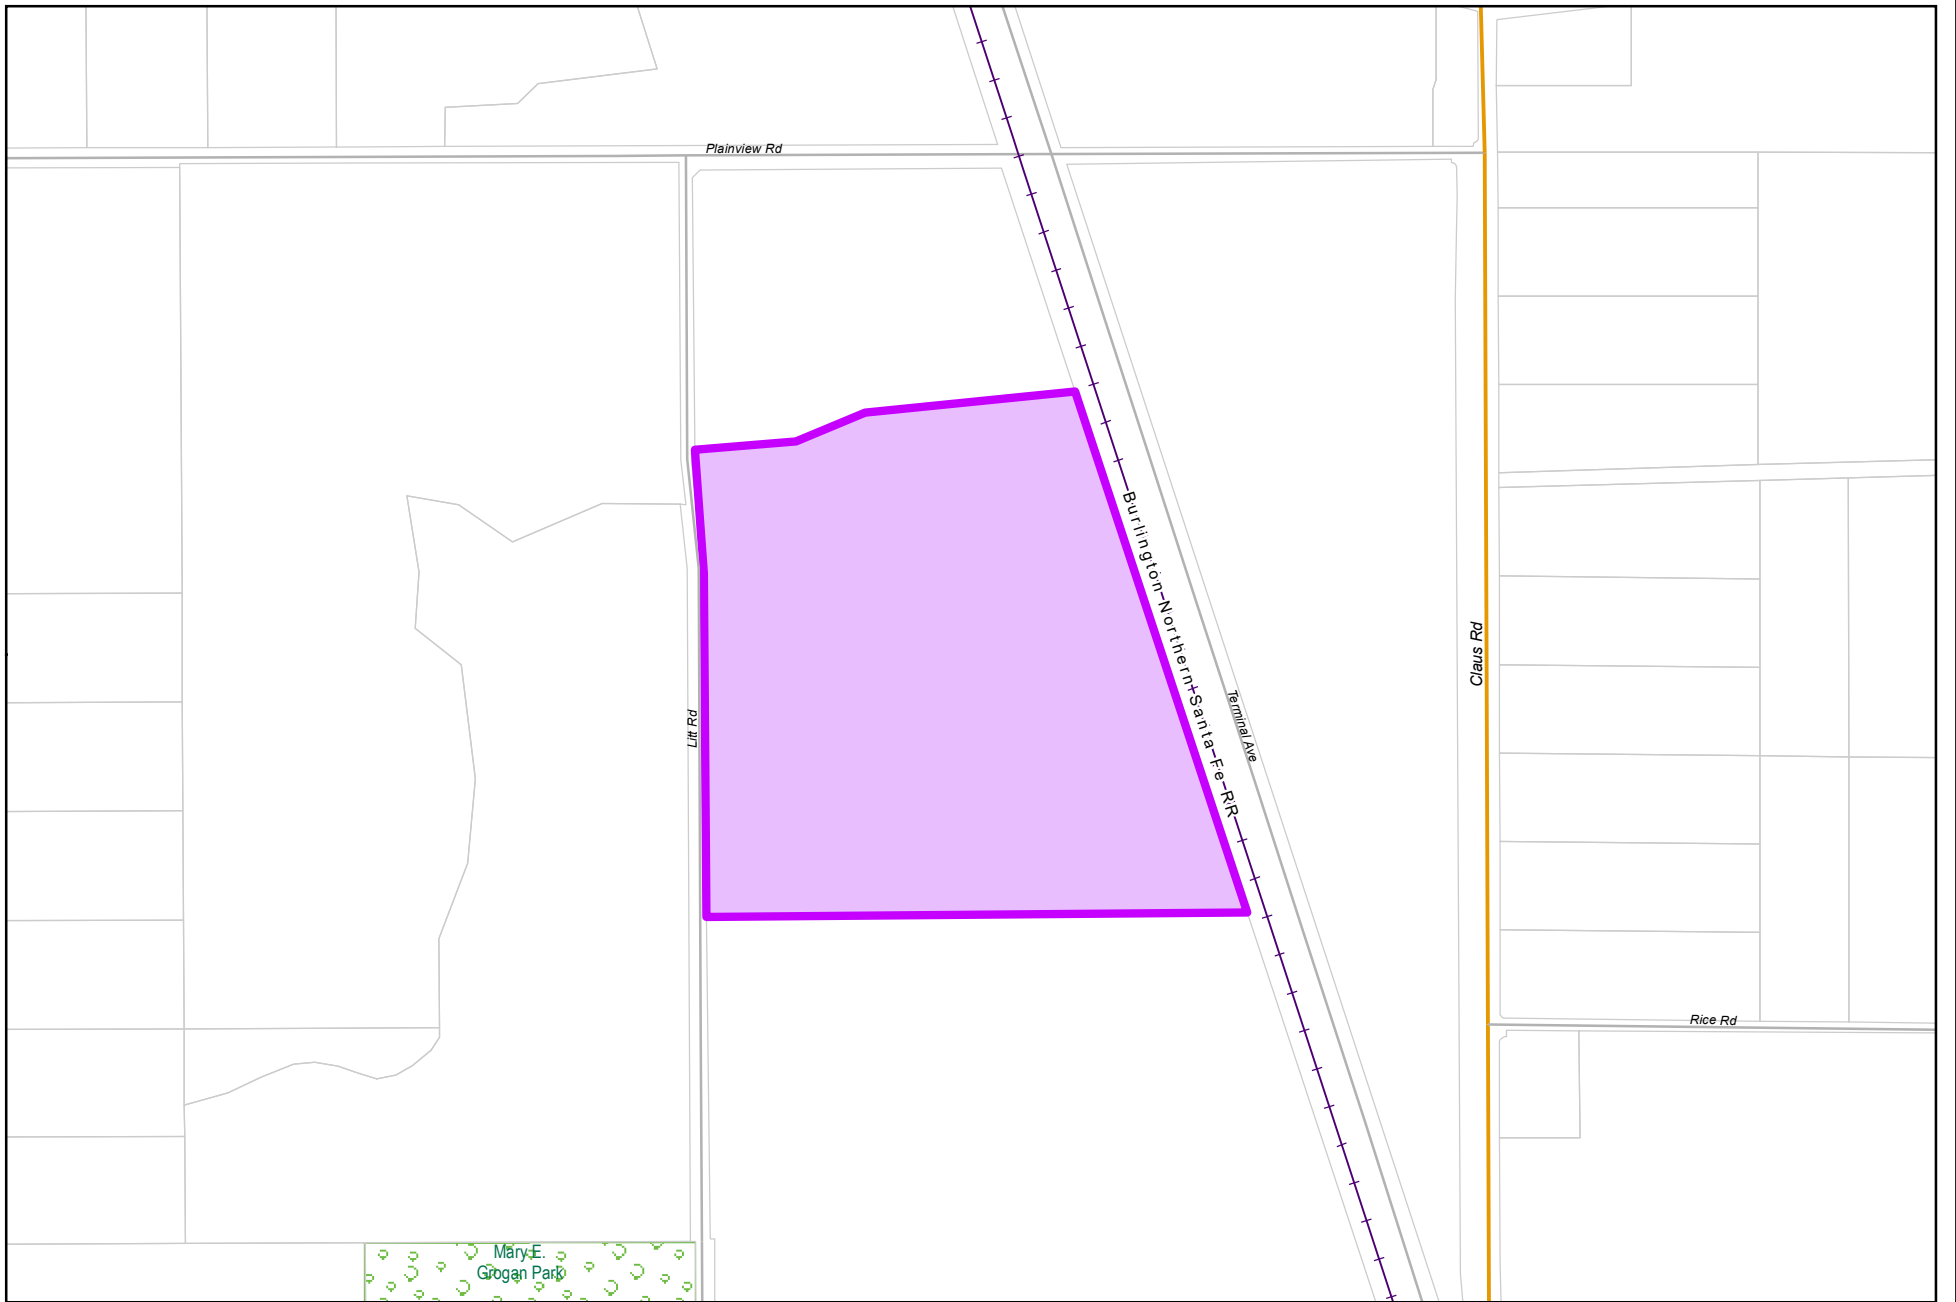 Plainview Rd
Burlington Northern Santa Fe RR
Claus Rd
Terminal Ave
Litt Rd
Rice Rd
Mary E.
Grogan Park